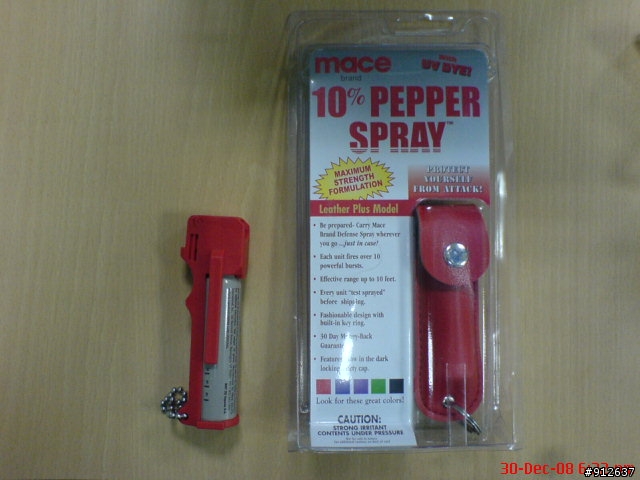 mace
brand
With
UV DYE!
10% PEPPER
SPRAY™
MAXIMUM
STRENGTH
FORMULATION
PROTECT
YOURSELF
FROM ATTACK!
Leather Plus Model
• Be prepared- Carry Mace
Brand Defense Spray wherever
you go ...just in case!
• Each unit fires over 10
powerful bursts.
• Effective range up to 10 feet.
• Every unit "test sprayed"
before shipping.
• Fashionable design with
built-in key ring.
• 30 Day Money-Back
Guarantee
• Features glow in the dark
locking safety cap.
Look for these great colors!
CAUTION:
STRONG IRRITANT
CONTENTS UNDER PRESSURE
30-Dec-08
#912637